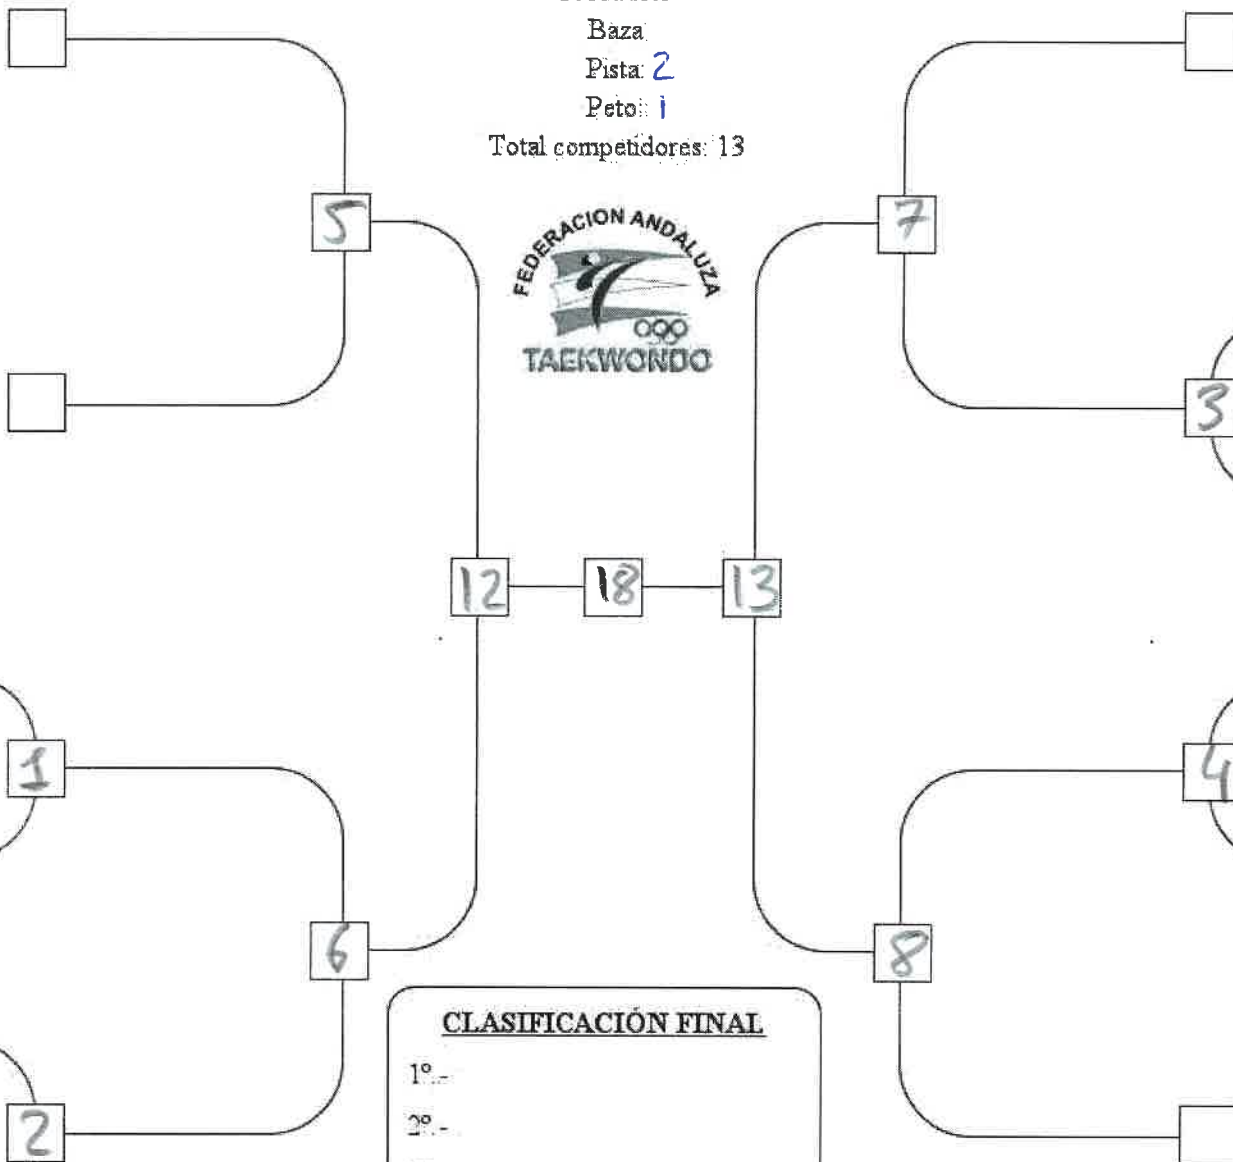 Baza
Pista: 2
Peto: 1
Total competidores: 13
FEDERACION ANDALUZA
TAEKWONDO
5
7
3
12
18
13
1
4
6
8
2
CLASIFICACIÓN FINAL
1º.-
2º.-